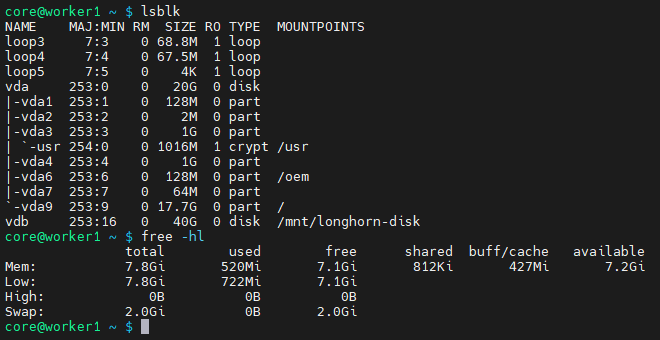 core@worker1 ~ $ lsblk
NAME    MAJ:MIN RM  SIZE RO TYPE  MOUNTPOINTS
loop3     7:3    0 68.8M  1 loop
loop4     7:4    0 67.5M  1 loop
loop5     7:5    0    4K  1 loop
vda     253:0    0   20G  0 disk
|-vda1  253:1    0  128M  0 part
|-vda2  253:2    0    2M  0 part
|-vda3  253:3    0    1G  0 part
| `-usr 254:0    0 1016M  1 crypt /usr
|-vda4  253:4    0    1G  0 part
|-vda6  253:6    0  128M  0 part  /oem
|-vda7  253:7    0   64M  0 part
`-vda9  253:9    0 17.7G  0 part  /
vdb     253:16   0   40G  0 disk  /mnt/longhorn-disk
core@worker1 ~ $ free -hl
               total        used        free      shared  buff/cache   available
Mem:           7.8Gi       520Mi       7.1Gi       812Ki       427Mi       7.2Gi
Low:           7.8Gi       722Mi       7.1Gi
High:             0B          0B          0B
Swap:          2.0Gi          0B       2.0Gi
core@worker1 ~ $